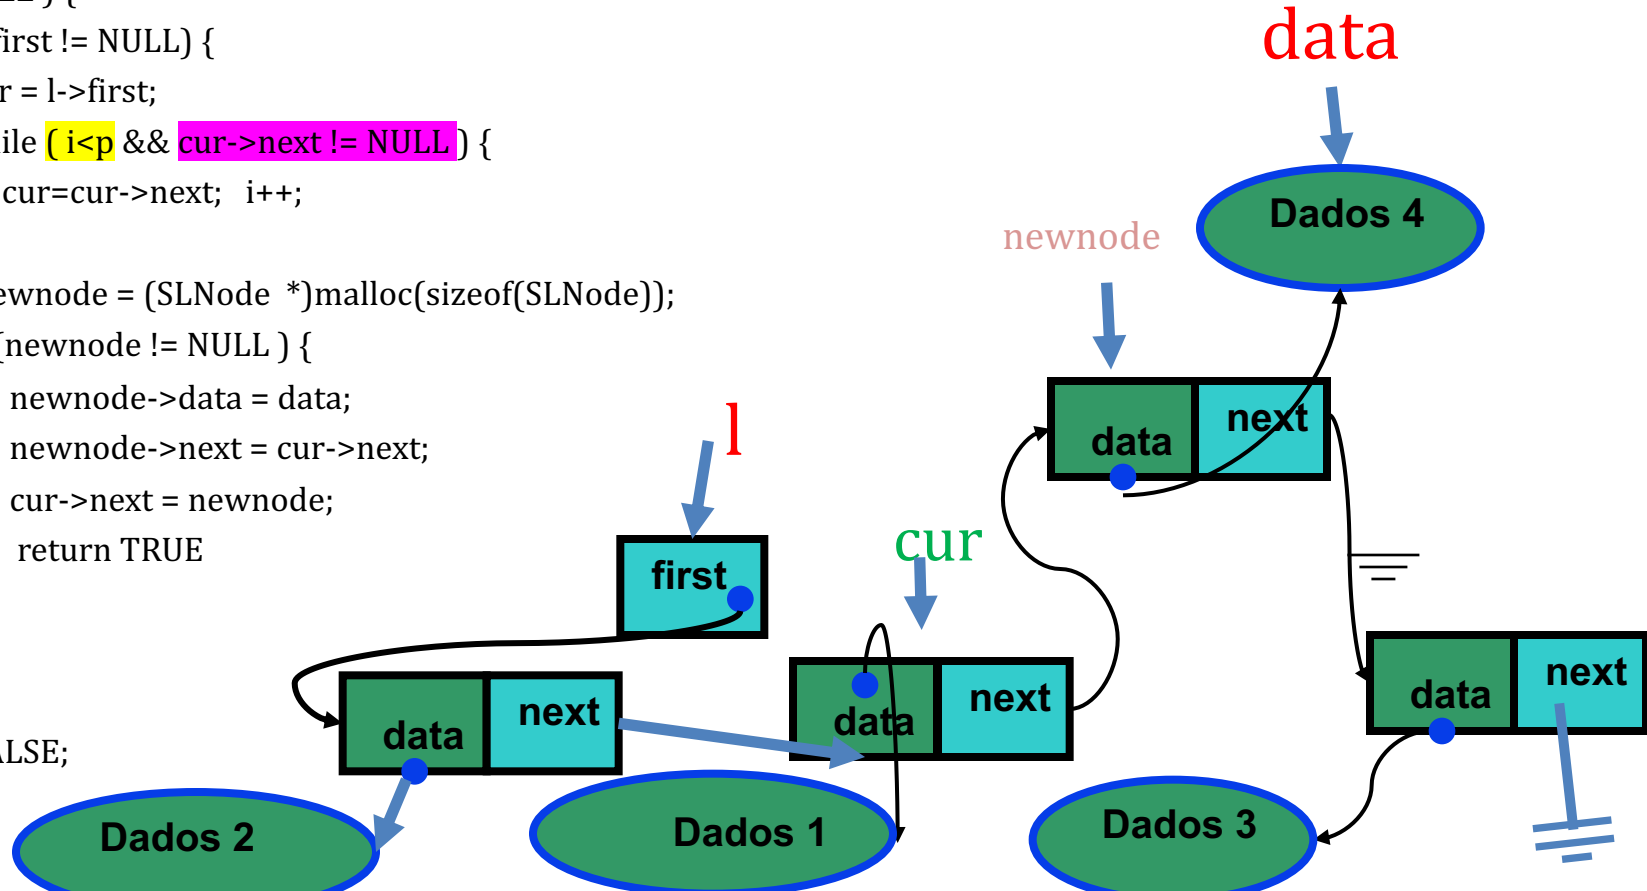 first != NULL) {
r = l->first;
ile ( i<p && cur->next != NULL ) {
cur=cur->next;   i++;
ewnode = (SLNode  *)malloc(sizeof(SLNode));
(newnode != NULL ) {
newnode->data = data;
newnode->next = cur->next;
cur->next = newnode;
return TRUE
ALSE;
data
Dados 4
newnode
data
next
l
first
cur
data
next
data
next
data
next
Dados 2
Dados 1
Dados 3